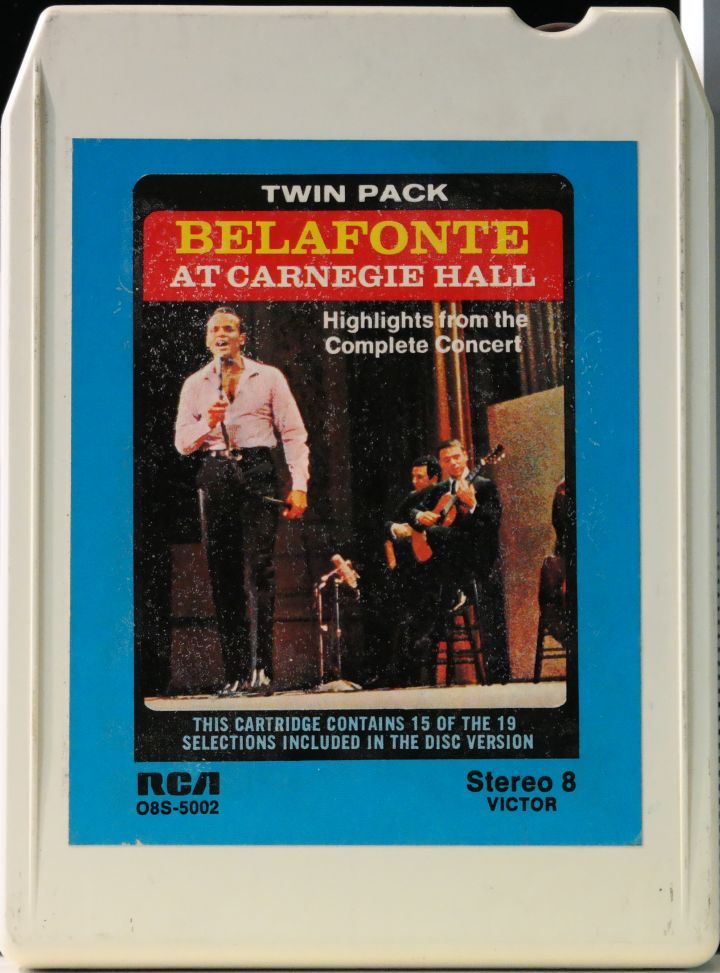 TWIN PACK
BELAFONTE
AT CARNEGIE HALL
Highlights from the
Complete Concert
THIS CARTRIDGE CONTAINS 15 OF THE 19
SELECTIONS INCLUDED IN THE DISC VERSION
RCA
O8S-5002
Stereo 8
VICTOR